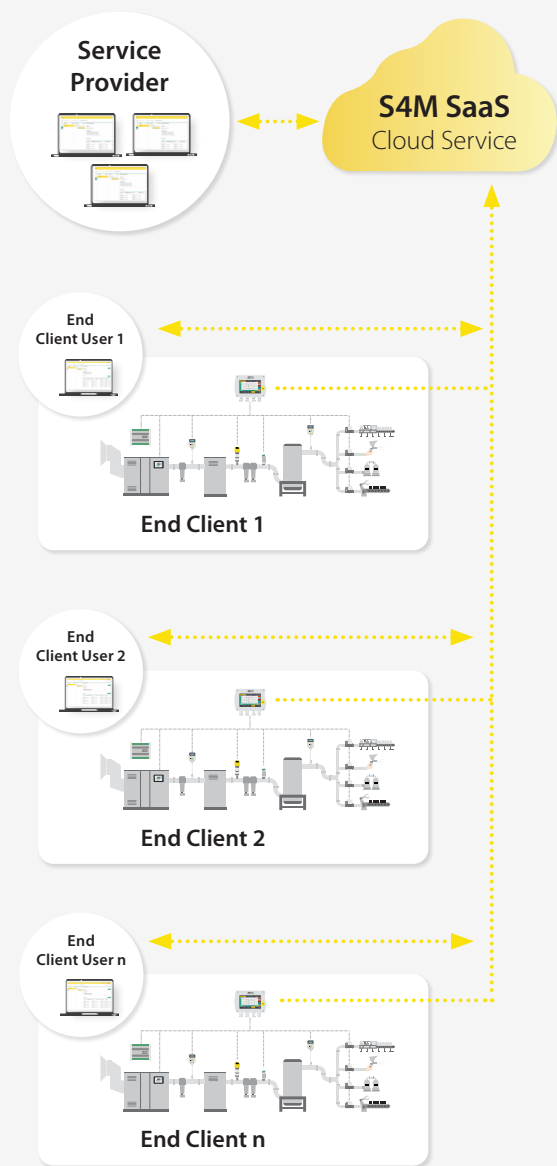 Service
Provider
S4M SaaS
Cloud Service
End
Client User 1
End Client 1
End
Client User 2
End Client 2
End
Client User n
End Client n